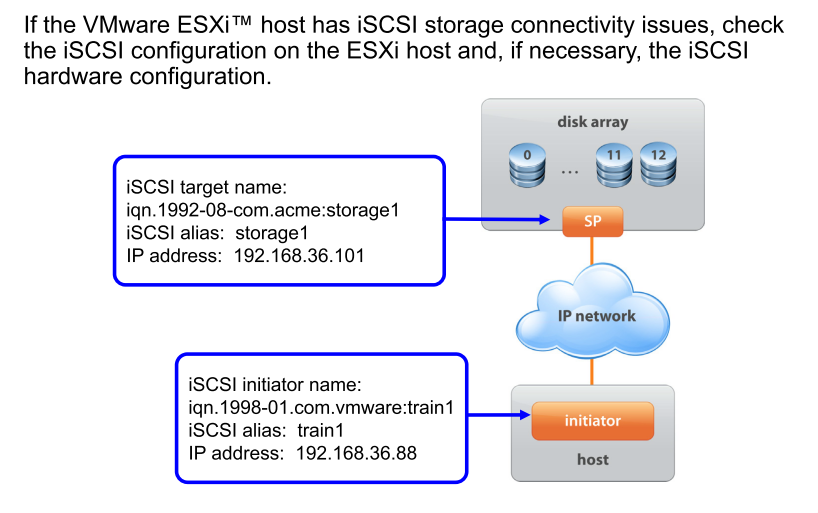 If the VMware ESXi™ host has iSCSI storage connectivity issues, check
the iSCSI configuration on the ESXi host and, if necessary, the iSCSI
hardware configuration.
disk array
0 ... 11 12
iSCSI target name:
iqn.1992-08-com.acme:storage1
iSCSI alias: storage1
IP address: 192.168.36.101
SP
IP network
iSCSI initiator name:
iqn.1998-01.com.vmware:train1
iSCSI alias: train1
IP address: 192.168.36.88
initiator
host